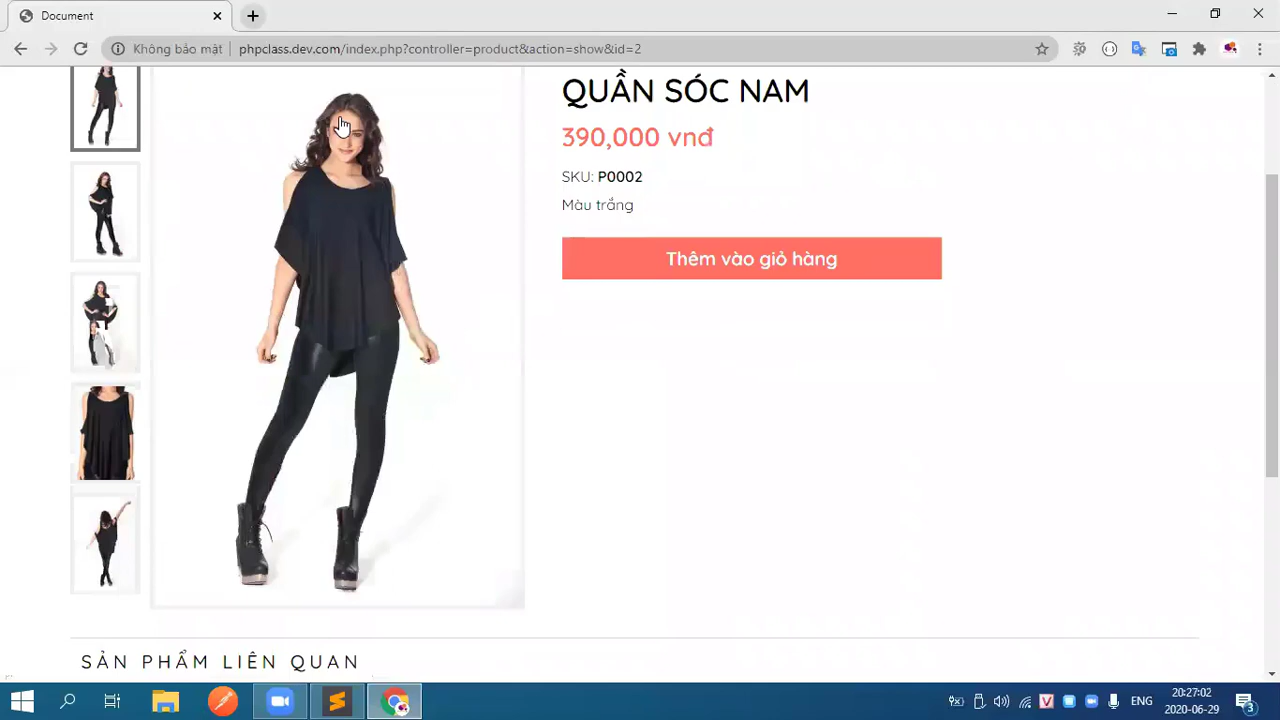 Document
Không bảo mật
phpclass.dev.com/index.php?controller=product&action=show&id=2
QUẦN SÓC NAM
390,000 vnđ
SKU: P0002
Màu trắng
Thêm vào giỏ hàng
SẢN PHẨM LIÊN QUAN
ENG
20:27:02
2020-06-29
3